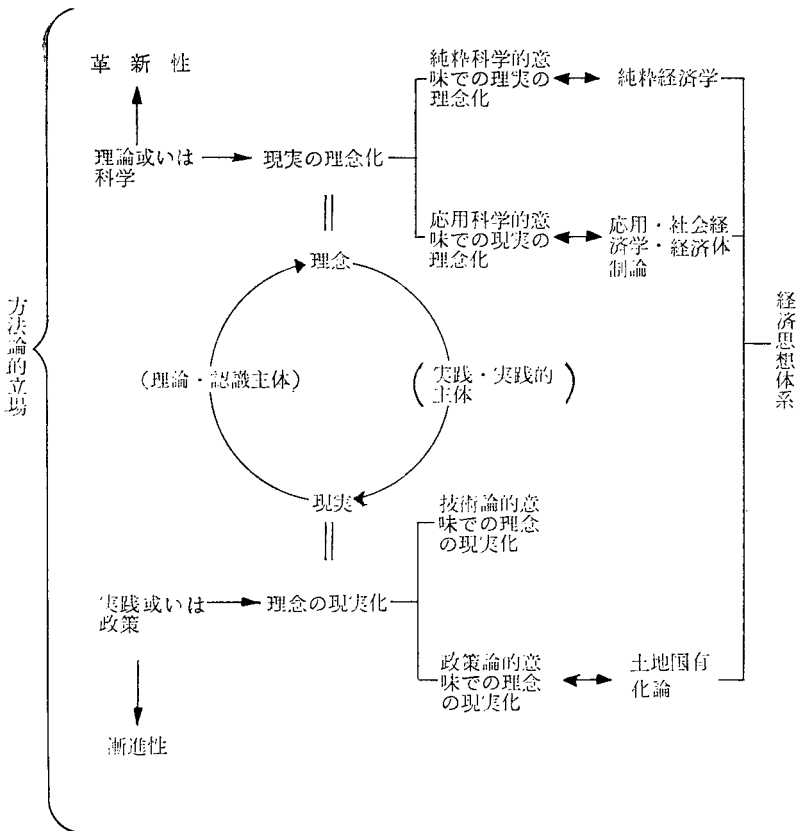 方法論的立場
革新性
理論或いは
科学
現実の理念化
純粋科学的意
味での理実の
理念化
純粋経済学
応用科学的意
味での現実の
理念化
応用・社会経
済学・経済体
制論
理念
(理論・認識主体)
(実践・実践的
主体)
現実
実践或いは
政策
理念の現実化
技術論的意
味での理念
の現実化
政策論的意
味での理念
の現実化
土地国有
化論
漸進性
経済思想体系